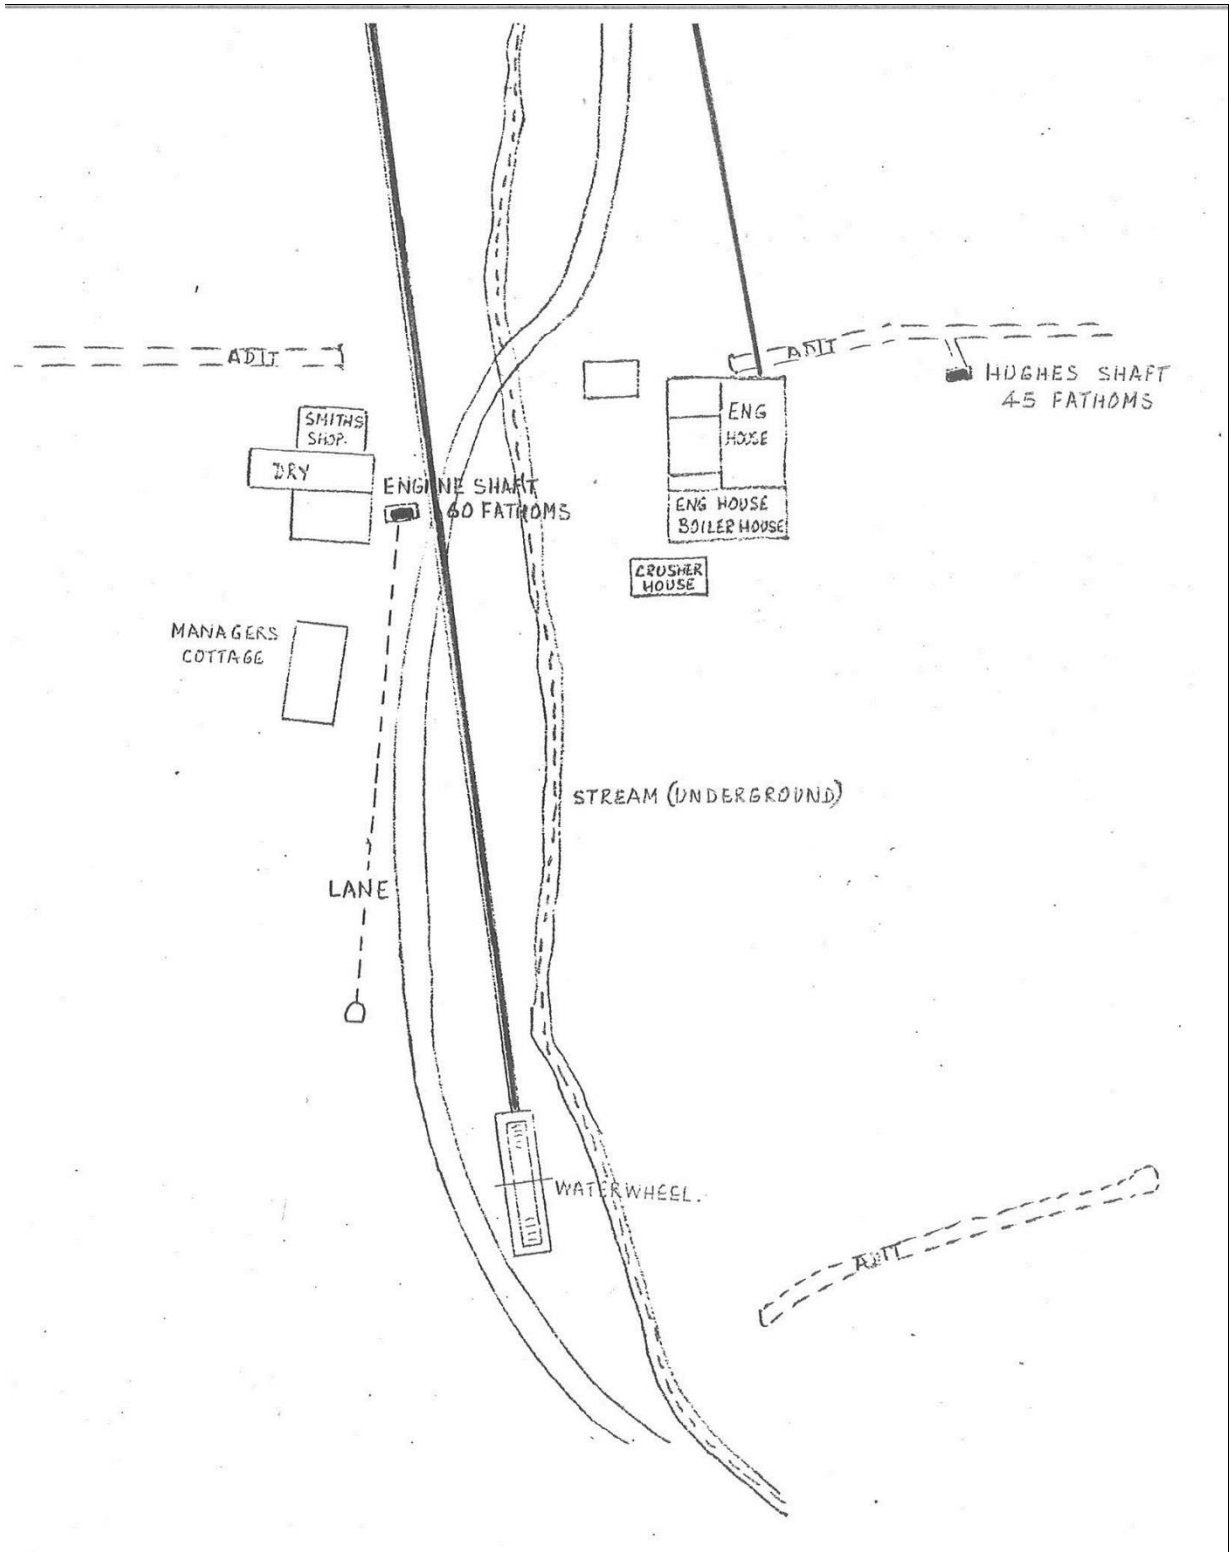 ADIT
ADIT
HUGHES SHAFT
45 FATHOMS
SMITHS
SHOP.
DRY
ENG
HOUSE
ENGINE SHAFT
60 FATHOMS
ENG HOUSE
BOILER HOUSE
CRUSHER
HOUSE
MANAGERS
COTTAGE
STREAM (UNDERGROUND)
LANE
WATERWHEEL.
ADIT